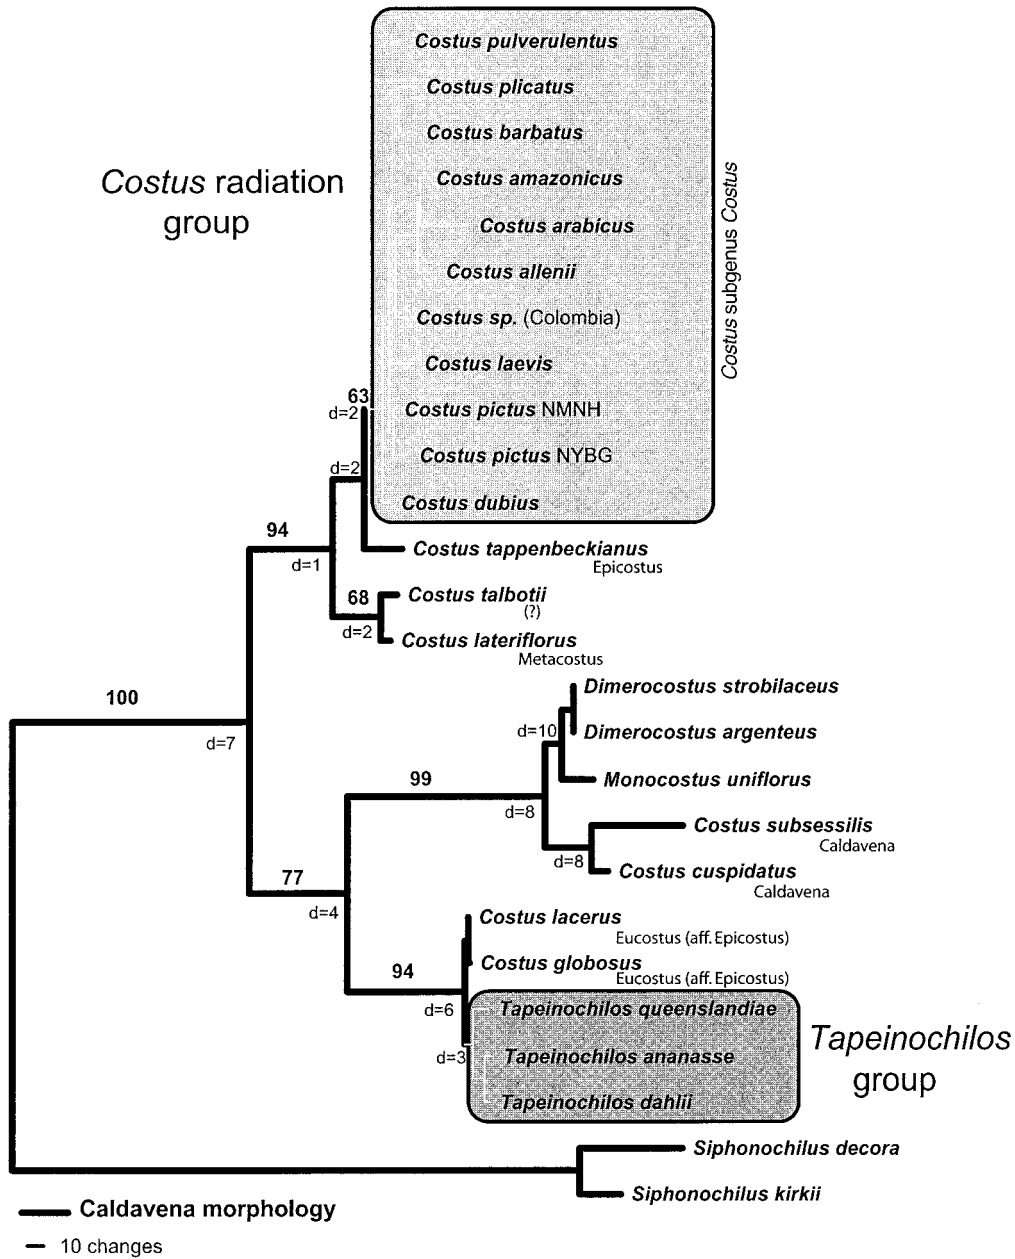 Costus pulverulentus
Costus plicatus
Costus barbatus
Costus radiation
group
Costus amazonicus
Costus arabicus
Costus allenii
Costus sp. (Colombia)
Costus laevis
Costus subgenus Costus
63
d=2
Costus pictus NMNH
Costus pictus NYBG
d=2
Costus dubius
94
d=1
Costus tappenbeckianus
Epicostus
68
d=2
Costus talbotii
(?)
Costus lateriflorus
Metacostus
100
d=7
Dimerocostus strobilaceus
d=10
Dimerocostus argenteus
Monocostus uniflorus
99
d=8
Costus subsessilis
Caldavena
d=8
Costus cuspidatus
Caldavena
77
d=4
Costus lacerus
Eucostus (aff. Epicostus)
Costus globosus
Eucostus (aff. Epicostus)
94
d=6
Tapeinochilos queenslandiae
d=3
Tapeinochilos ananasse
Tapeinochilos dahlii
Tapeinochilos
group
Siphonochilus decora
Siphonochilus kirkii
Caldavena morphology
10 changes